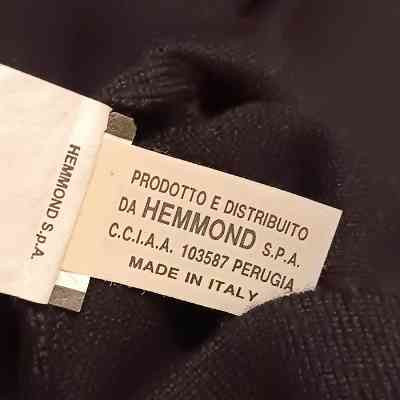 HEMMOND S.p.A.
PRODOTTO E DISTRIBUITO
DA HEMMOND S.P.A.
C.C.I.A.A. 103587 PERUGIA
MADE IN ITALY